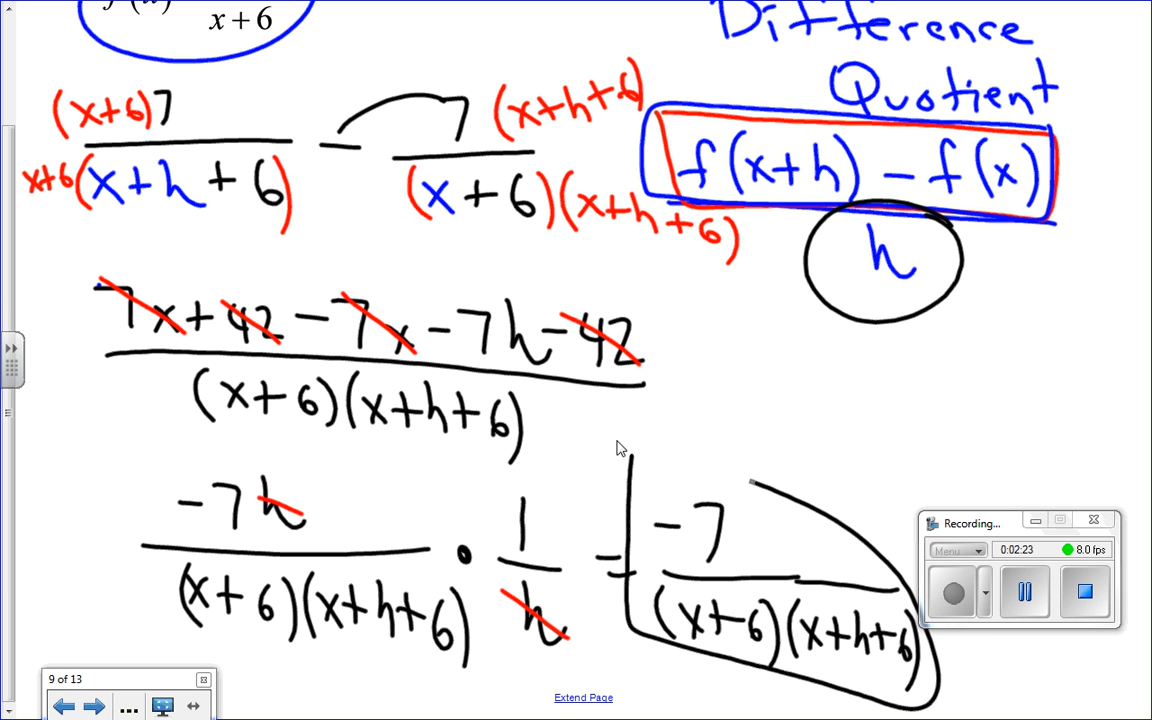 x + 6
Difference
Quotient
(x+6)7 / x+6(x+h+6) − 7(x+h+6) / (x+6)(x+h+6)
f(x+h) − f(x) / h
7x + 42 − 7x − 7h − 42
(x+6)(x+h+6)
-7h / (x+6)(x+h+6) • 1/h = -7 / (x+6)(x+h+6)
Recording...
Menu
0:02:23
8.0 fps
9 of 13
...
Extend Page